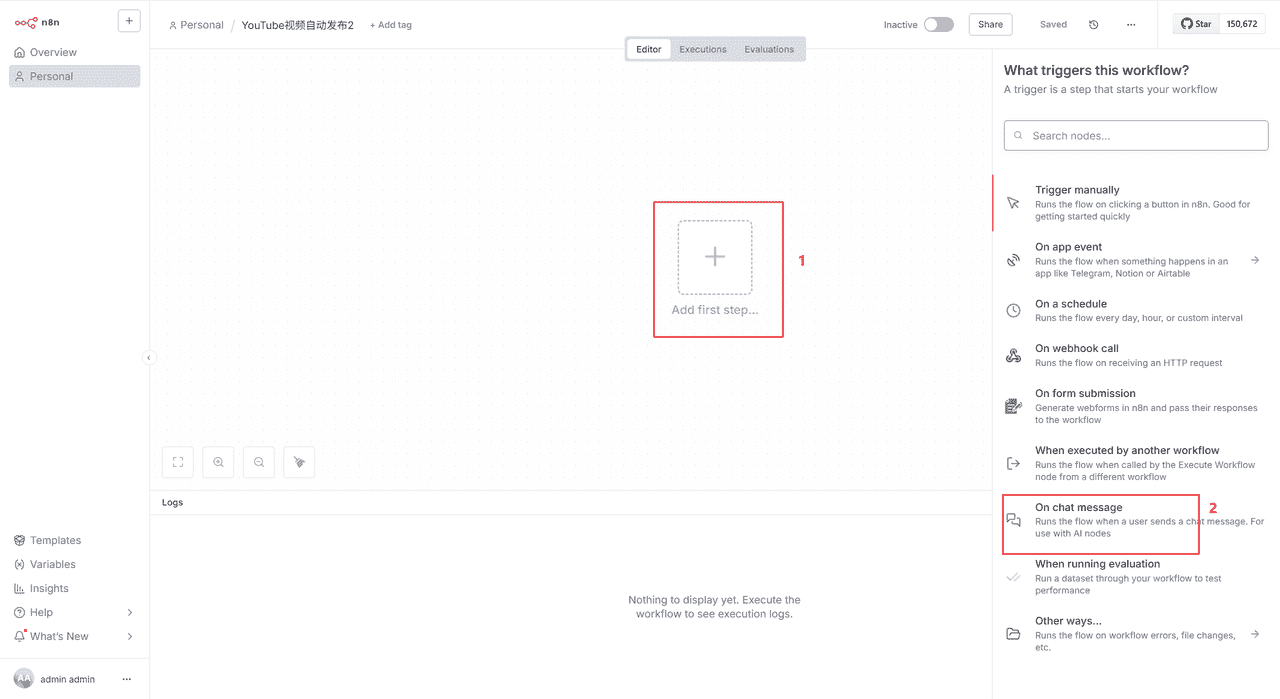 n8n
+
Overview
Personal
Personal / YouTube视频自动发布2 + Add tag
Inactive Share Saved ... Star 150,672
Editor Executions Evaluations
Add first step...
1
What triggers this workflow?
A trigger is a step that starts your workflow
Search nodes...
Trigger manually
Runs the flow on clicking a button in n8n. Good for
getting started quickly
On app event
Runs the flow when something happens in an
app like Telegram, Notion or Airtable
On a schedule
Runs the flow every day, hour, or custom interval
On webhook call
Runs the flow on receiving an HTTP request
On form submission
Generate webforms in n8n and pass their responses
to the workflow
When executed by another workflow
Runs the flow when called by the Execute Workflow
node from a different workflow
On chat message
2
Runs the flow when a user sends a chat message. For
use with AI nodes
When running evaluation
Run a dataset through your workflow to test
performance
Other ways...
Runs the flow on workflow errors, file changes,
etc.
Logs
Nothing to display yet. Execute the
workflow to see execution logs.
Templates
Variables
Insights
Help
What's New
AA admin admin ...